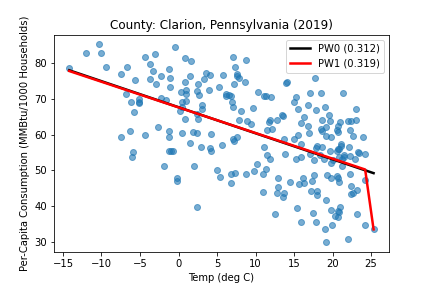 County: Clarion, Pennsylvania (2019)
PW0 (0.312)
PW1 (0.319)
Per-Capita Consumption (MMBtu/1000 Households)
80
70
60
50
40
30
−15 −10 −5 0 5 10 15 20 25
Temp (deg C)